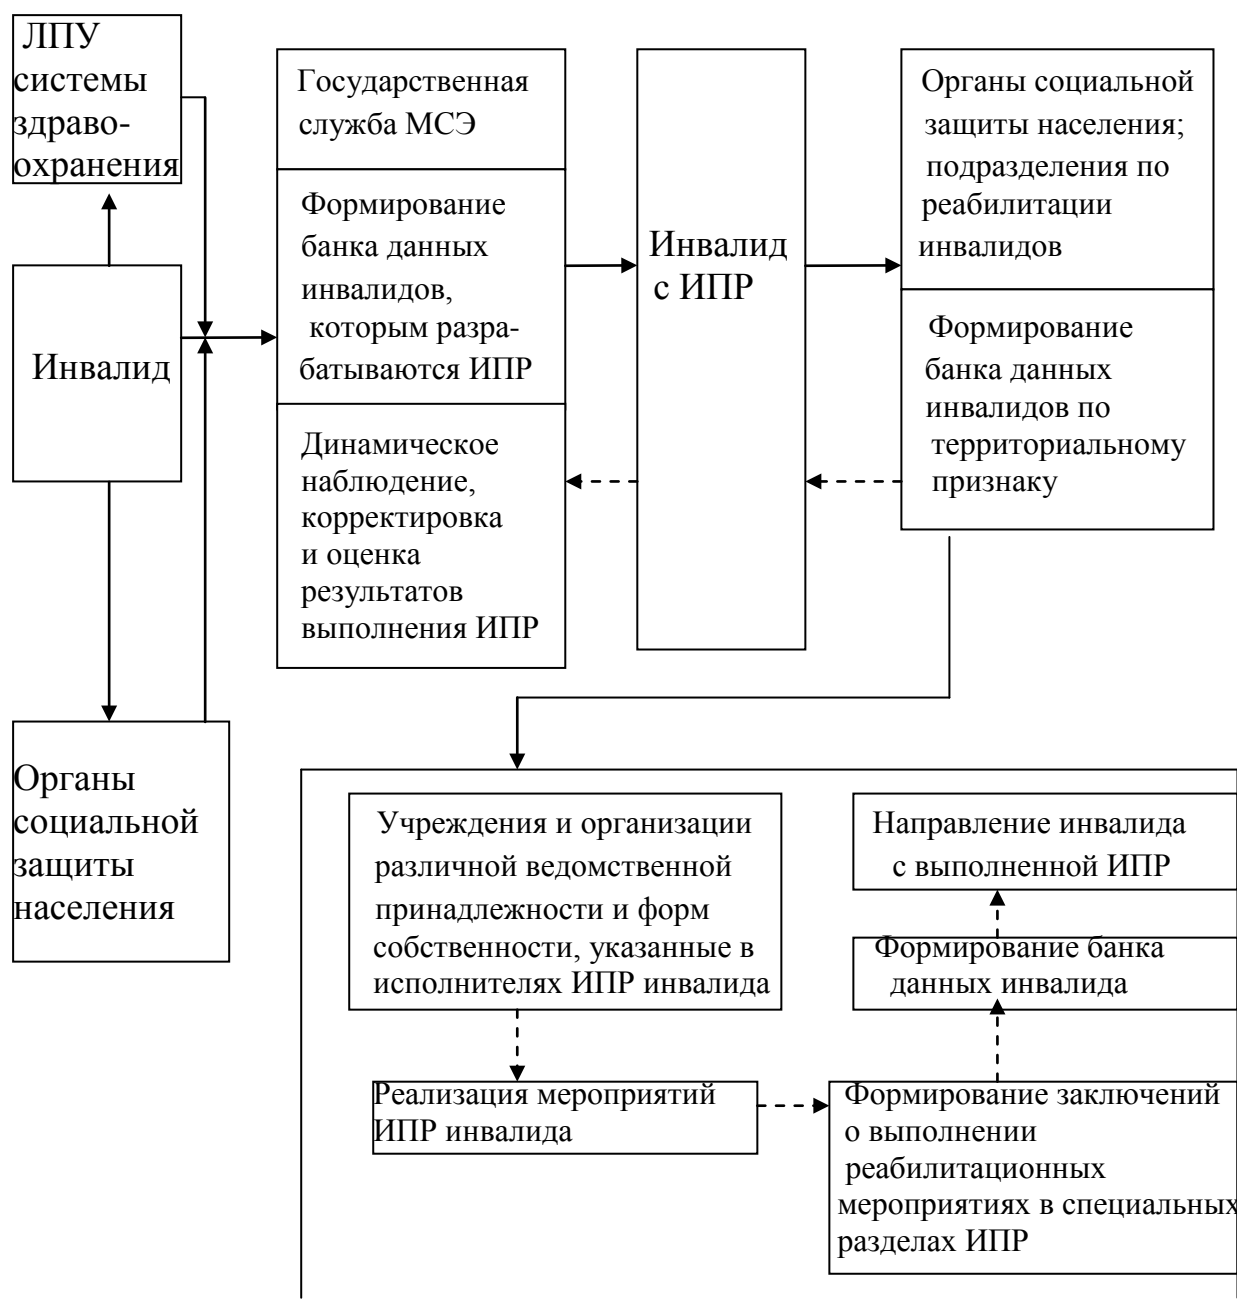 ЛПУ
системы
здраво-
охранения
Инвалид
Органы
социальной
защиты
населения
Государственная
служба МСЭ
Формирование
банка данных
инвалидов,
которым разра-
батываются ИПР
Динамическое
наблюдение,
корректировка
и оценка
результатов
выполнения ИПР
Инвалид
с ИПР
Органы социальной
защиты населения;
подразделения по
реабилитации
инвалидов
Формирование
банка данных
инвалидов по
территориальному
признаку
Учреждения и организации
различной ведомственной
принадлежности и форм
собственности, указанные в
исполнителях ИПР инвалида
Реализация мероприятий
ИПР инвалида
Формирование заключений
о выполнении
реабилитационных
мероприятиях в специальных
разделах ИПР
Формирование банка
данных инвалида
Направление инвалида
с выполненной ИПР